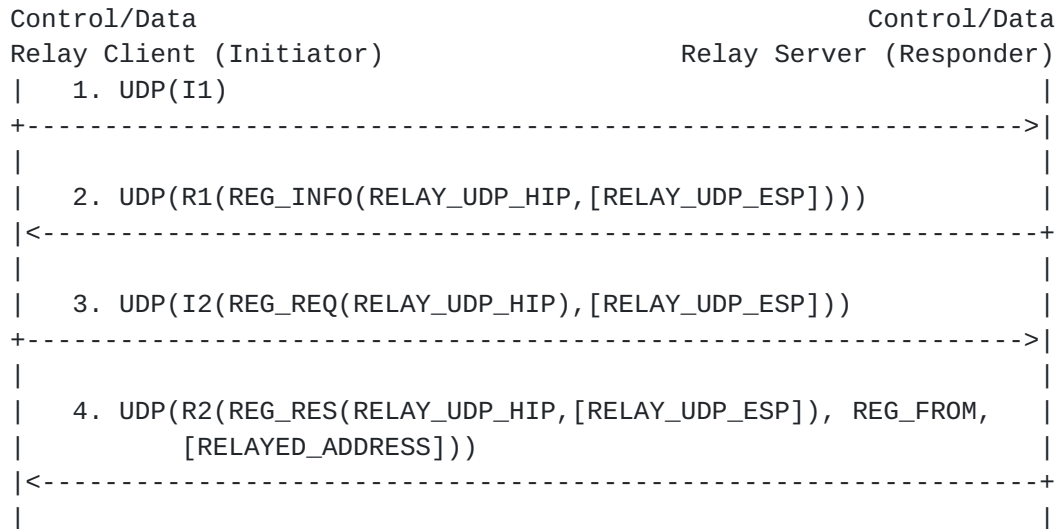 Control/Data                                           Control/Data
Relay Client (Initiator)                   Relay Server (Responder)
|   1. UDP(I1)                                                    |
+---------------------------------------------------------------->|
|                                                                 |
|   2. UDP(R1(REG_INFO(RELAY_UDP_HIP,[RELAY_UDP_ESP])))           |
|<----------------------------------------------------------------+
|                                                                 |
|   3. UDP(I2(REG_REQ(RELAY_UDP_HIP),[RELAY_UDP_ESP]))            |
+---------------------------------------------------------------->|
|                                                                 |
|   4. UDP(R2(REG_RES(RELAY_UDP_HIP,[RELAY_UDP_ESP]), REG_FROM,   |
|          [RELAYED_ADDRESS]))                                    |
|<----------------------------------------------------------------+
|                                                                 |